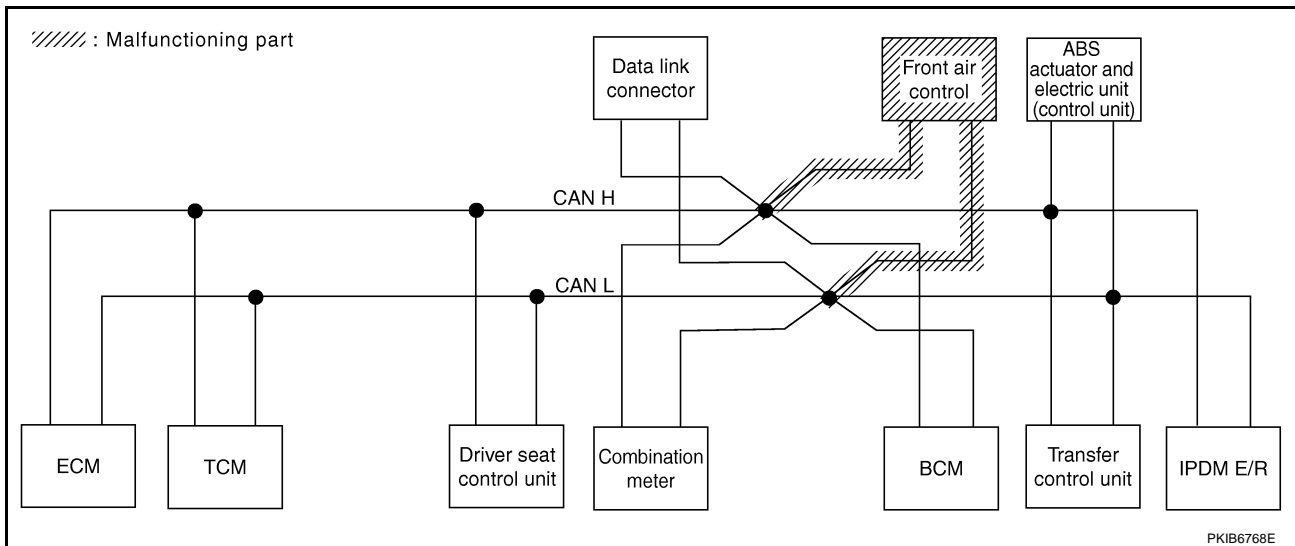 : Malfunctioning part
Data link
connector
Front air
control
ABS
actuator and
electric unit
(control unit)
CAN H
CAN L
ECM
TCM
Driver seat
control unit
Combination
meter
BCM
Transfer
control unit
IPDM E/R
PKIB6768E